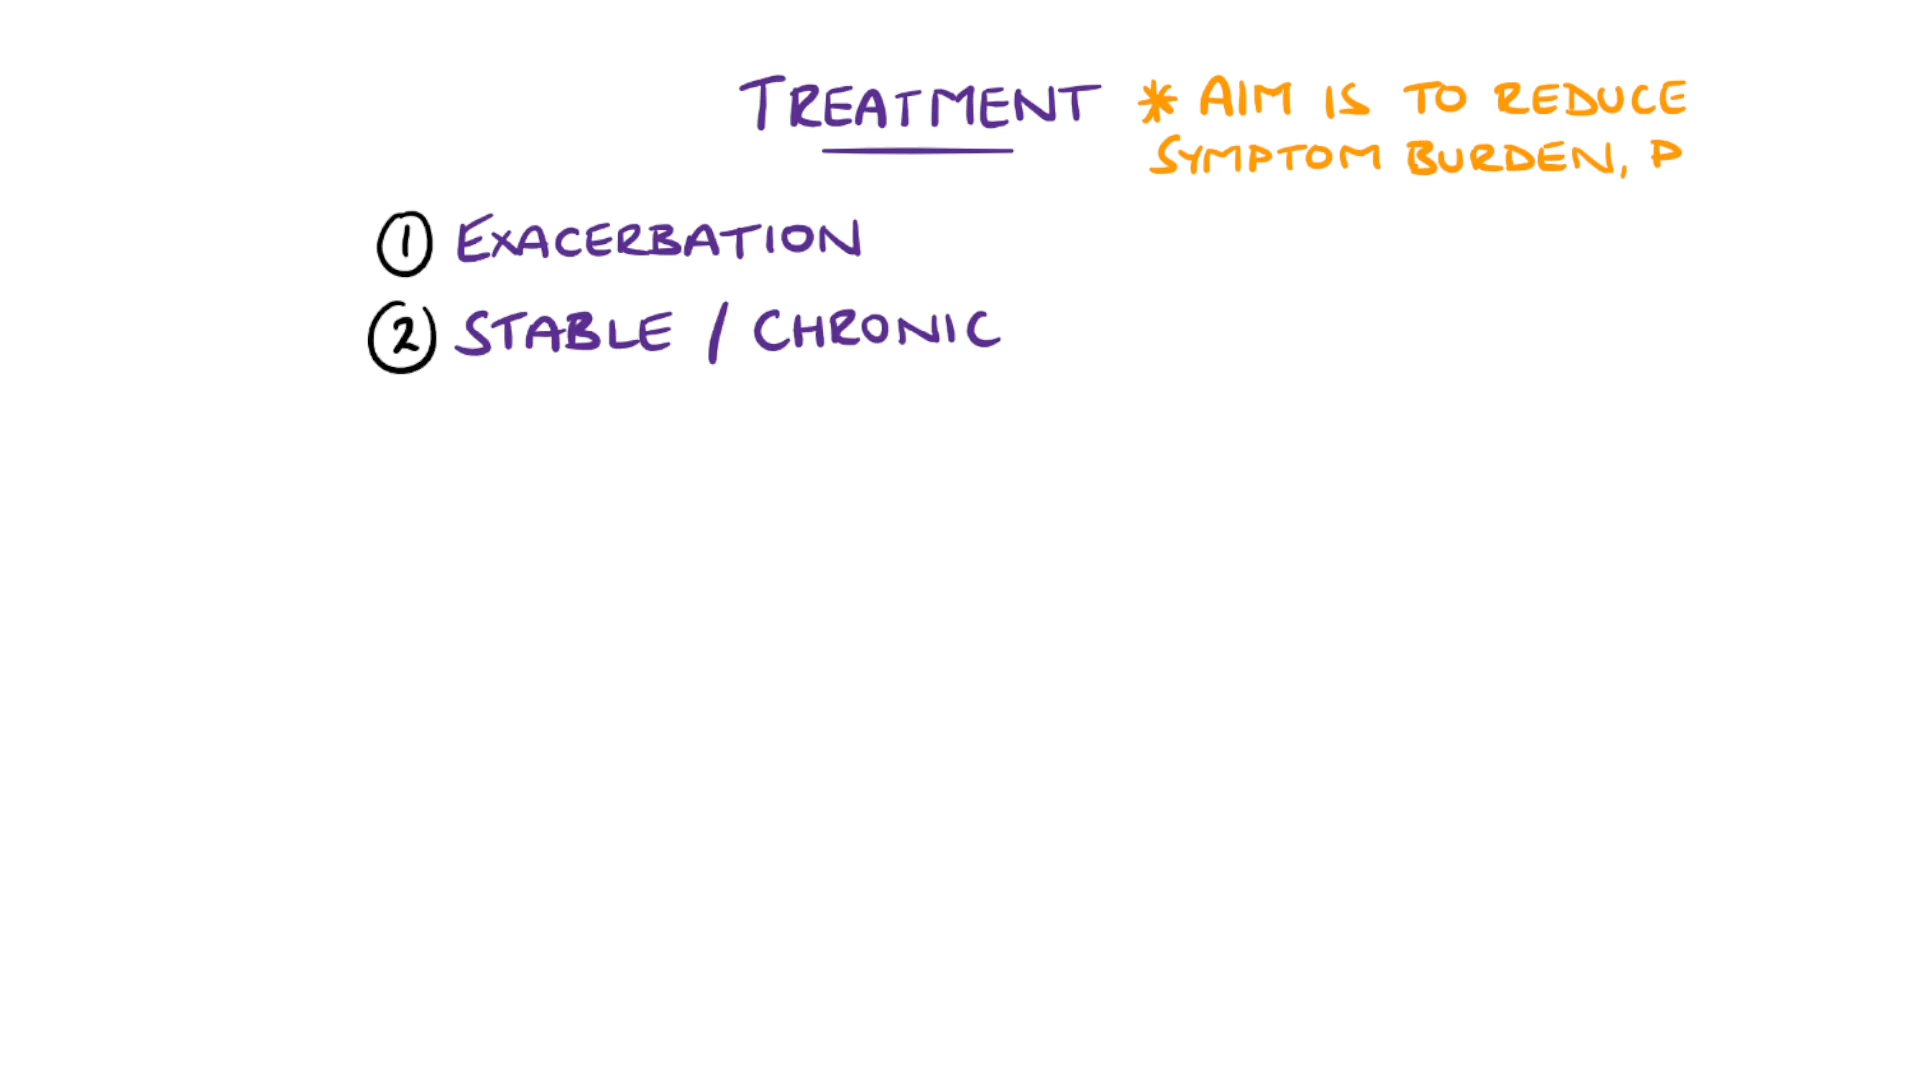 TREATMENT * AIM IS TO REDUCE
SYMPTOM BURDEN, P
① EXACERBATION
② STABLE / CHRONIC